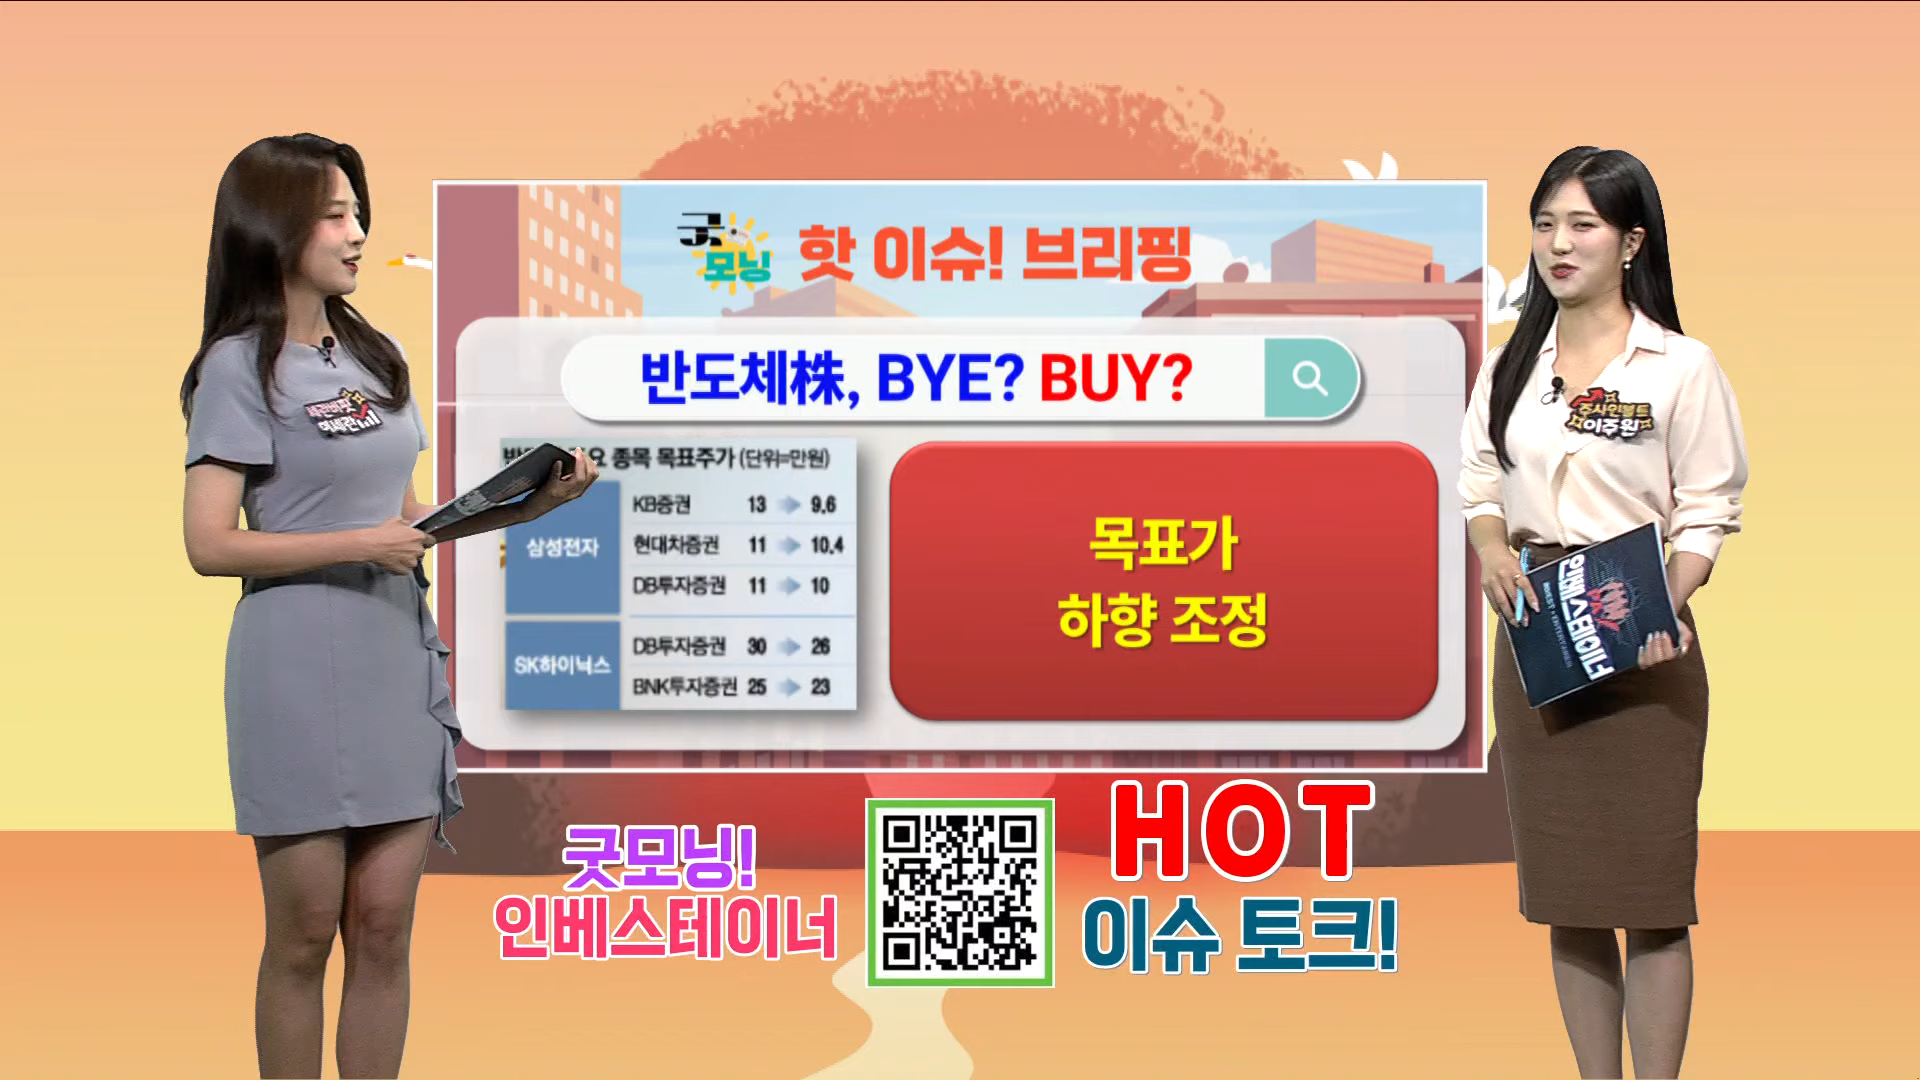 굿
모닝
핫 이슈! 브리핑
반도체株, BYE? BUY?
요 종목 목표주가 (단위=만원)
삼성전자
KB증권 13 9.6
현대차증권 11 10.4
DB투자증권 11 10
SK하이닉스
DB투자증권 30 26
BNK투자증권 25 23
목표가
하향 조정
주사인볼트
이주원
인베스테이너
굿모닝!
인베스테이너
HOT
이슈 토크!